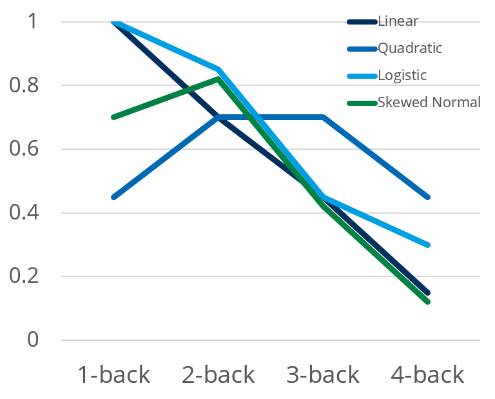 1
0.8
0.6
0.4
0.2
0
1-back 2-back 3-back 4-back
Linear
Quadratic
Logistic
Skewed Normal